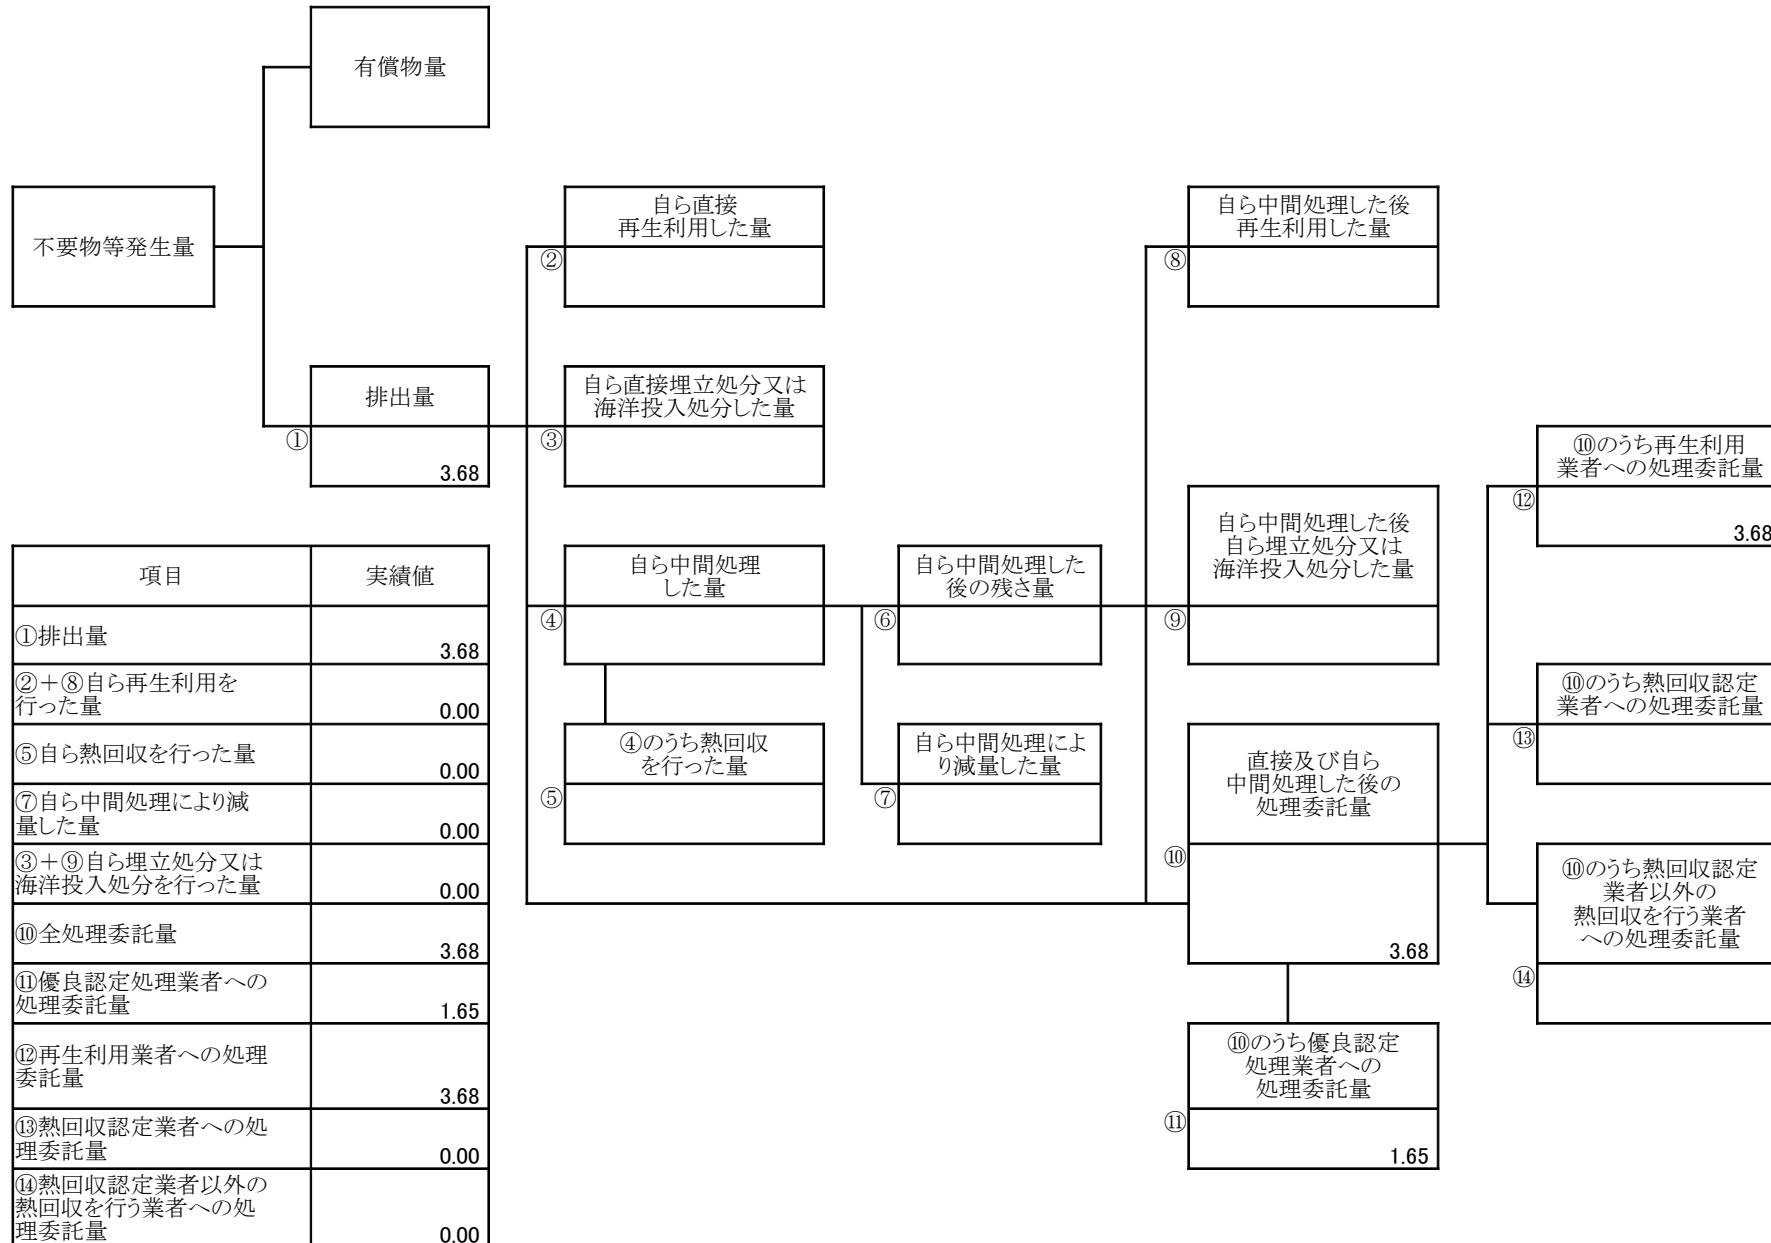 有償物量
不要物等発生量
自ら直接
再生利用した量
②
自ら中間処理した後
再生利用した量
⑧
排出量
①
3.68
自ら直接埋立処分又は
海洋投入処分した量
③
⑩のうち再生利用
業者への処理委託量
⑫
3.68
自ら中間処理
した量
④
自ら中間処理した
後の残さ量
⑥
自ら中間処理した後
自ら埋立処分又は
海洋投入処分した量
⑨
④のうち熱回収
を行った量
⑤
自ら中間処理によ
り減量した量
⑦
直接及び自ら
中間処理した後の
処理委託量
⑩
3.68
⑩のうち熱回収認定
業者への処理委託量
⑬
⑩のうち熱回収認定
業者以外の
熱回収を行う業者
への処理委託量
⑭
⑩のうち優良認定
処理業者への
処理委託量
⑪
1.65
項目 実績値
①排出量
3.68
②+⑧自ら再生利用を
行った量
0.00
⑤自ら熱回収を行った量
0.00
⑦自ら中間処理により減
量した量
0.00
③+⑨自ら埋立処分又は
海洋投入処分を行った量
0.00
⑩全処理委託量
3.68
⑪優良認定処理業者への
処理委託量
1.65
⑫再生利用業者への処理
委託量
3.68
⑬熱回収認定業者への処
理委託量
0.00
⑭熱回収認定業者以外の
熱回収を行う業者への処
理委託量
0.00